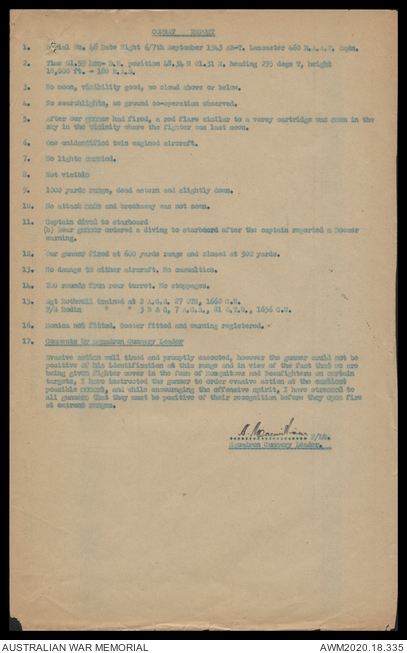 COMBAT REPORT
1. Serial No. 46 Date Night 6/7th September 1943 AR-T. Lancaster 460 R.A.A.F. Sqdn.
2. Time 01.59 hrs- D.R. position 48.34 N 01.51 E. heading 295 degs T, height
18,000 ft. - 180 R.A.S.
3. No moon, visibility good, no cloud above or below.
4. No searchlights, no ground co-operation observed.
5. After our gunner had fired, a red flare similar to a verey cartridge was seen in the
sky in the vicinity where the fighter was last seen.
6. One unidentified twin engined aircraft.
7. No lights carried.
8. Not visible
9. 1000 yards range, dead astern and slightly down.
10. No attack made and breakaway was not seen.
11. Captain dived to starboard
(b) Rear gunner ordered a diving to starboard after the captain reported a Boozer
warning.
12. Rear gunner fired at 600 yards range and closed at 500 yards.
13. No damage to either aircraft. No casualties.
14. 200 rounds from rear turret. No stoppages.
15. Sgt trained at 2 A.G.S. 27 OTU, 1662 C.U.
" " 3 B & G, 7 A.G.S., 81 O.T.U., 1656 C.U.
16. Monica not fitted, Boozer fitted and warning registered.
17. Comments by Squadron Gunnery Leader
Evasive action well timed and promptly executed, however the gunner could not be
positive of his identification at this range and in view of the fact that we are
being given fighter cover in the form of Mosquitoes and Beaufighters on certain
targets, I have instructed the gunner to order evasive action at the earliest
possible moment, and while encouraging the offensive spirit, I have stressed to
all gunners that they must be positive of their recognition before they open fire
at extreme ranges.
F/Lt.
Squadron Gunnery Leader.
AUSTRALIAN WAR MEMORIAL
AWM2020.18.335